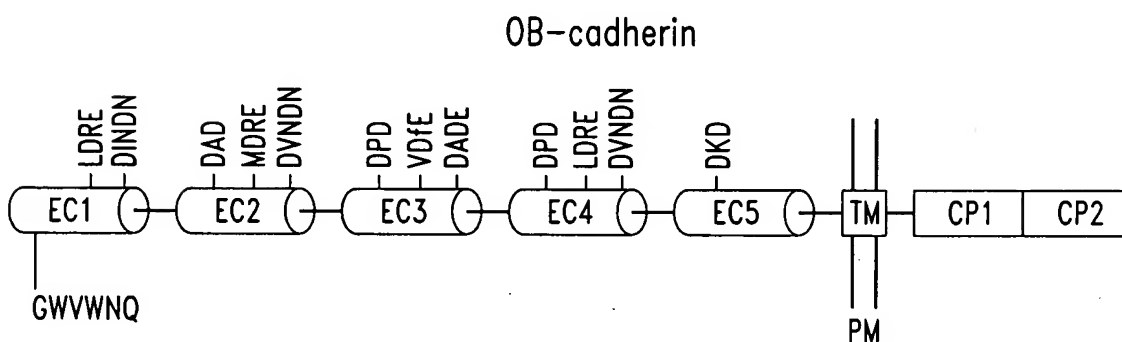 OB-cadherin
LDRE
DINDN
DAD
MDRE
DVNDN
DPD
VDfE
DADE
DPD
LDRE
DVNDN
DKD
EC1
EC2
EC3
EC4
EC5
TM
CP1
CP2
GWVWNQ
PM